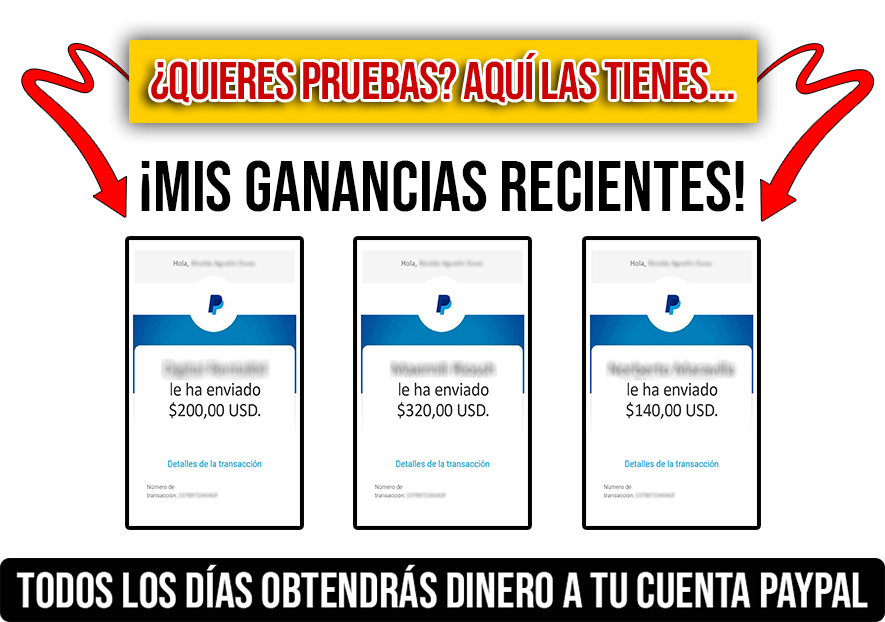 ¿QUIERES PRUEBAS? AQUÍ LAS TIENES...
¡MIS GANANCIAS RECIENTES!
Hola,
le ha enviado
$200,00 USD.
Detalles de la transacción
Número de
transacción:
Hola,
le ha enviado
$320,00 USD.
Detalles de la transacción
Número de
transacción:
Hola,
le ha enviado
$140,00 USD.
Detalles de la transacción
Número de
transacción:
TODOS LOS DÍAS OBTENDRÁS DINERO A TU CUENTA PAYPAL